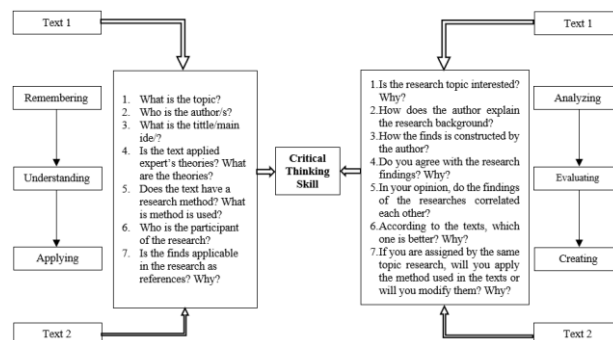 Text 1
Text 1
Remembering
Understanding
Applying
1. What is the topic?
2. Who is the author/s?
3. What is the tittle/main
ide/?
4. Is the text applied
expert's theories? What
are the theories?
5. Does the text have a
research method? What
is method is used?
6. Who is the participant
of the research?
7. Is the finds applicable
in the research as
references? Why?
Critical
Thinking
Skill
1.Is the research topic interested?
Why?
2.How does the author explain
the research background?
3.How the finds is constructed by
the author?
4.Do you agree with the research
findings? Why?
5.In your opinion, do the findings
of the researches correlated
each other?
6.According to the texts, which
one is better? Why?
7.If you are assigned by the same
topic research, will you apply
the method used in the texts or
will you modify them? Why?
Analyzing
Evaluating
Creating
Text 2
Text 2